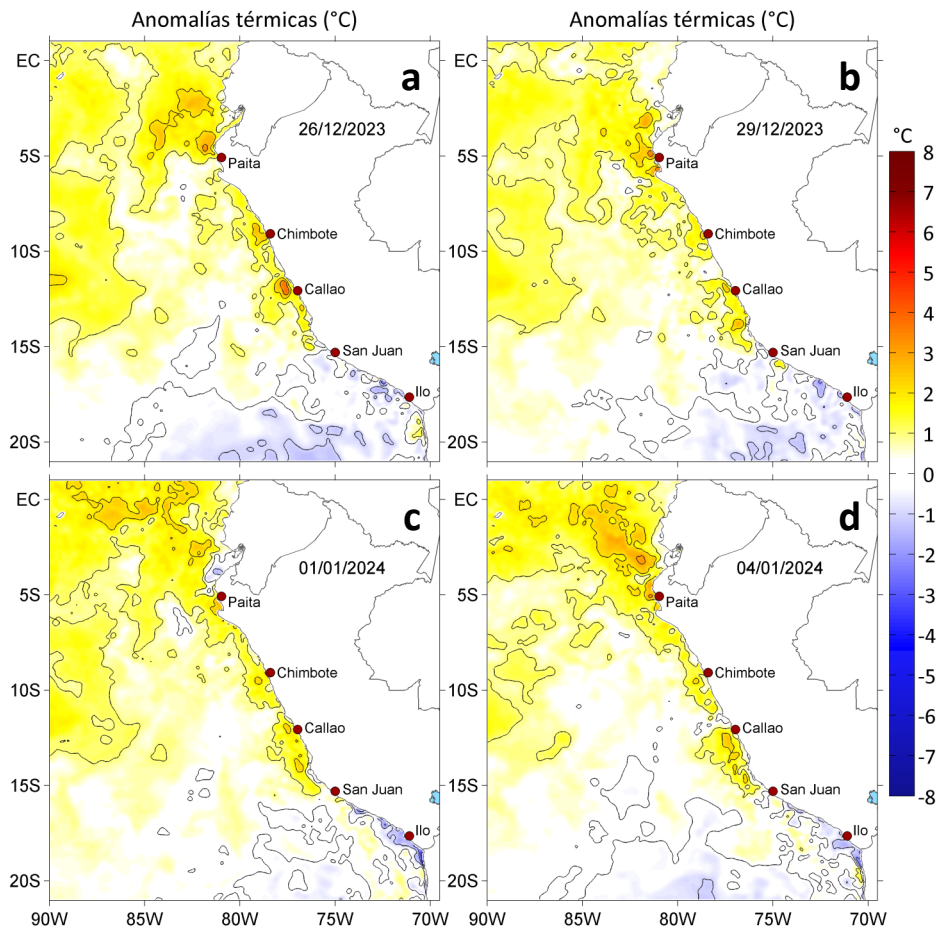 Anomalías térmicas (°C)
Anomalías térmicas (°C)
EC
5S
10S
15S
20S
a
26/12/2023
Paita
Chimbote
Callao
San Juan
Ilo
EC
5S
10S
15S
20S
b
29/12/2023
Paita
Chimbote
Callao
San Juan
Ilo
°C
8
7
6
5
4
3
2
1
0
-1
-2
-3
-4
-5
-6
-7
-8
EC
5S
10S
15S
20S
c
01/01/2024
Paita
Chimbote
Callao
San Juan
Ilo
90W
85W
80W
75W
70W
EC
5S
10S
15S
20S
d
04/01/2024
Paita
Chimbote
Callao
San Juan
Ilo
90W
85W
80W
75W
70W